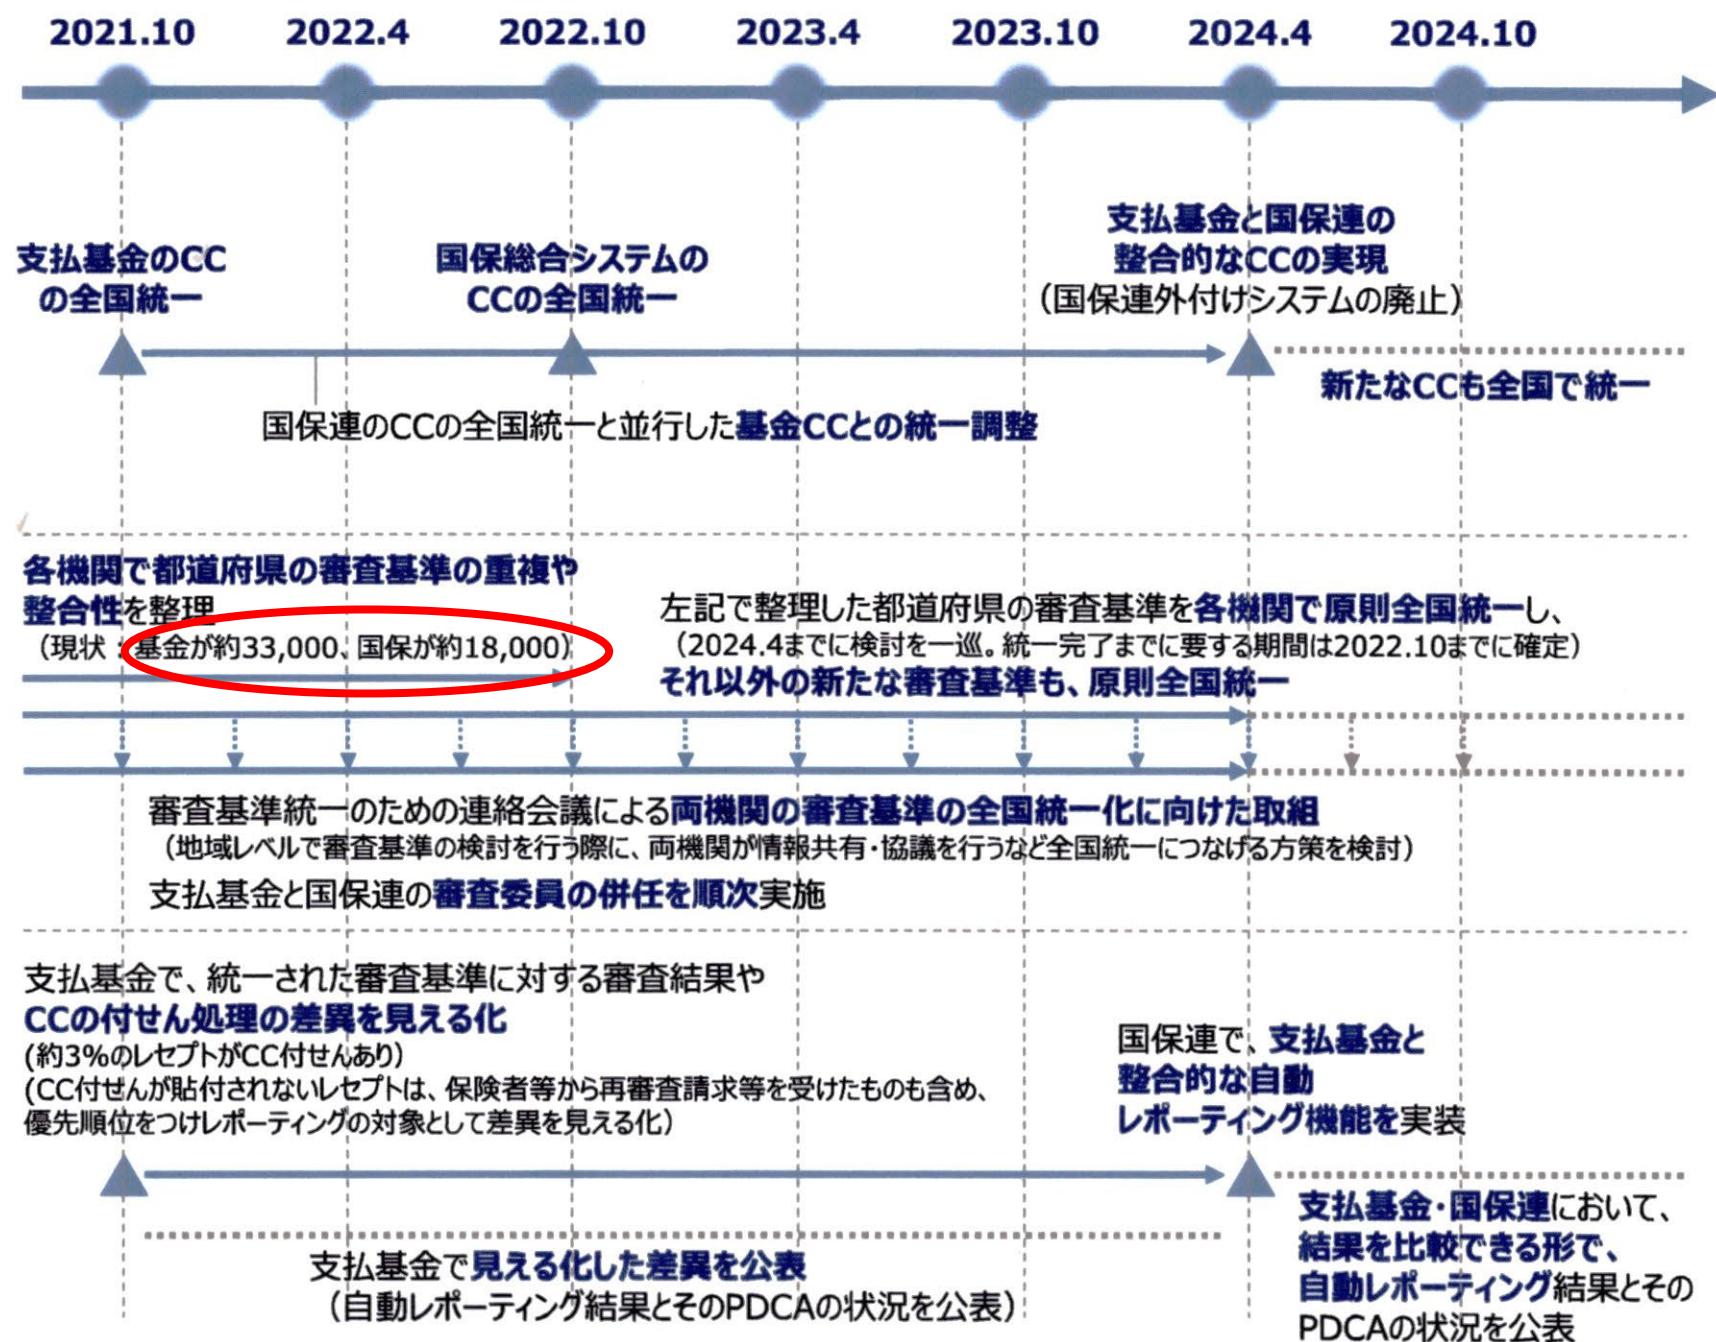 2021.10 2022.4 2022.10 2023.4 2023.10 2024.4 2024.10
支払基金のCC
の全国統一
国保総合システムの
CCの全国統一
支払基金と国保連の
整合的なCCの実現
（国保連外付けシステムの廃止）
新たなCCも全国で統一
国保連のCCの全国統一と並行した基金CCとの統一調整
各機関で都道府県の審査基準の重複や
整合性を整理
（現状：基金が約33,000、国保が約18,000）
左記で整理した都道府県の審査基準を各機関で原則全国統一し、
（2024.4までに検討を一巡。統一完了までに要する期間は2022.10までに確定）
それ以外の新たな審査基準も、原則全国統一
審査基準統一のための連絡会議による両機関の審査基準の全国統一化に向けた取組
（地域レベルで審査基準の検討を行う際に、両機関が情報共有・協議を行うなど全国統一につなげる方策を検討）
支払基金と国保連の審査委員の併任を順次実施
支払基金で、統一された審査基準に対する審査結果や
CCの付せん処理の差異を見える化
(約3%のレセプトがCC付せんあり)
(CC付せんが貼付されないレセプトは、保険者等から再審査請求等を受けたものも含め、
優先順位をつけレポーティングの対象として差異を見える化)
国保連で、支払基金と
整合的な自動
レポーティング機能を実装
支払基金で見える化した差異を公表
（自動レポーティング結果とそのPDCAの状況を公表）
支払基金・国保連において、
結果を比較できる形で、
自動レポーティング結果とその
PDCAの状況を公表